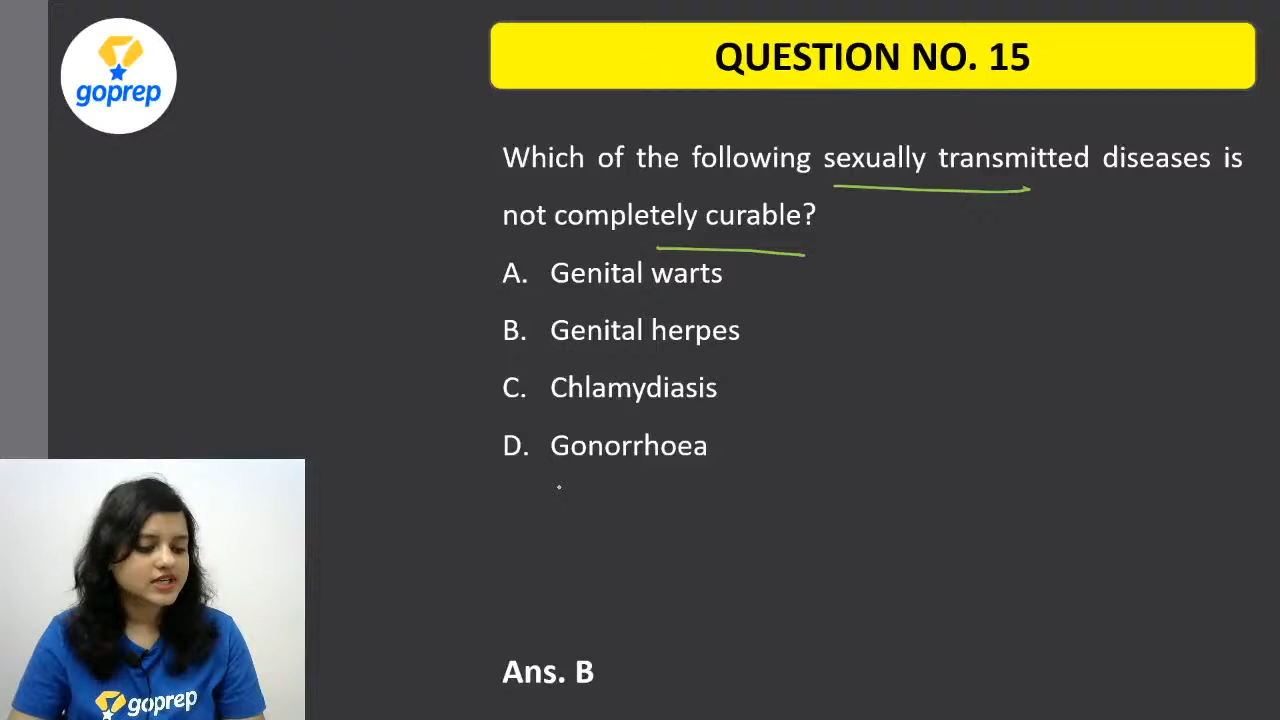 goprep
QUESTION NO. 15
Which of the following sexually transmitted diseases is
not completely curable?
A. Genital warts
B. Genital herpes
C. Chlamydiasis
D. Gonorrhoea
Ans. B
goprep